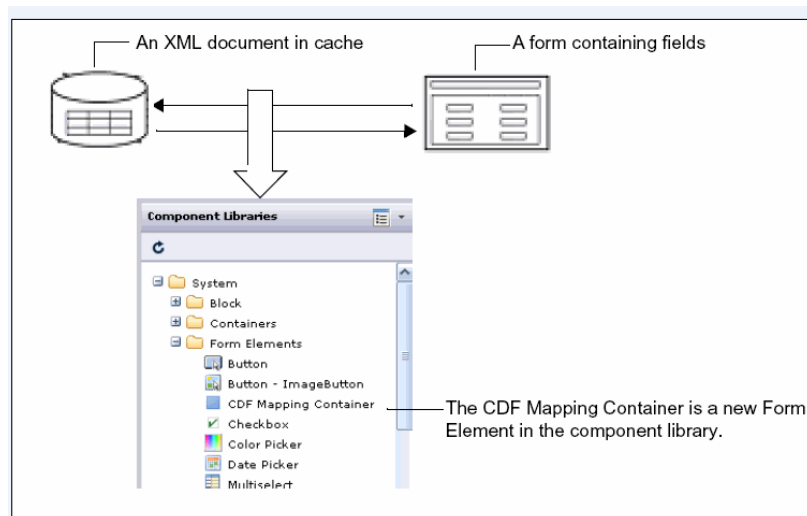 An XML document in cache
A form containing fields
Component Libraries
System
Block
Containers
Form Elements
Button
Button - ImageButton
CDF Mapping Container
The CDF Mapping Container is a new Form
Element in the component library.
Checkbox
Color Picker
Date Picker
Multiselect